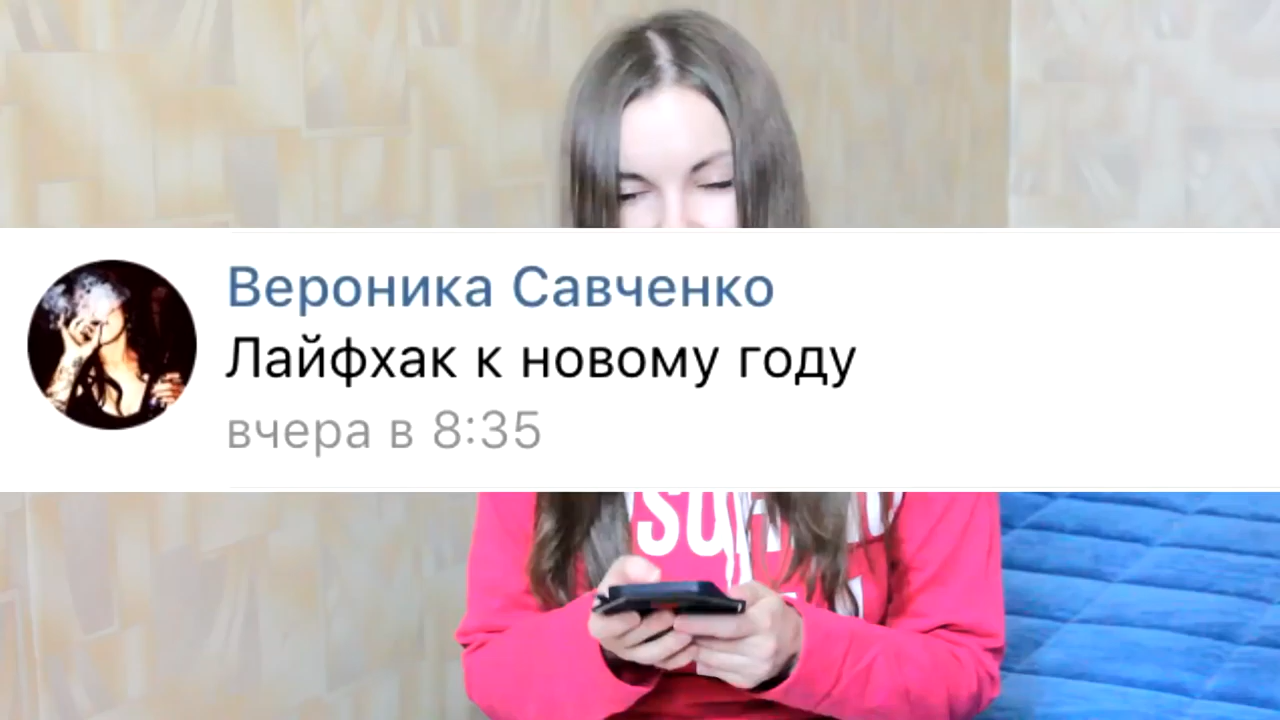 Вероника Савченко
Лайфхак к новому году
вчера в 8:35